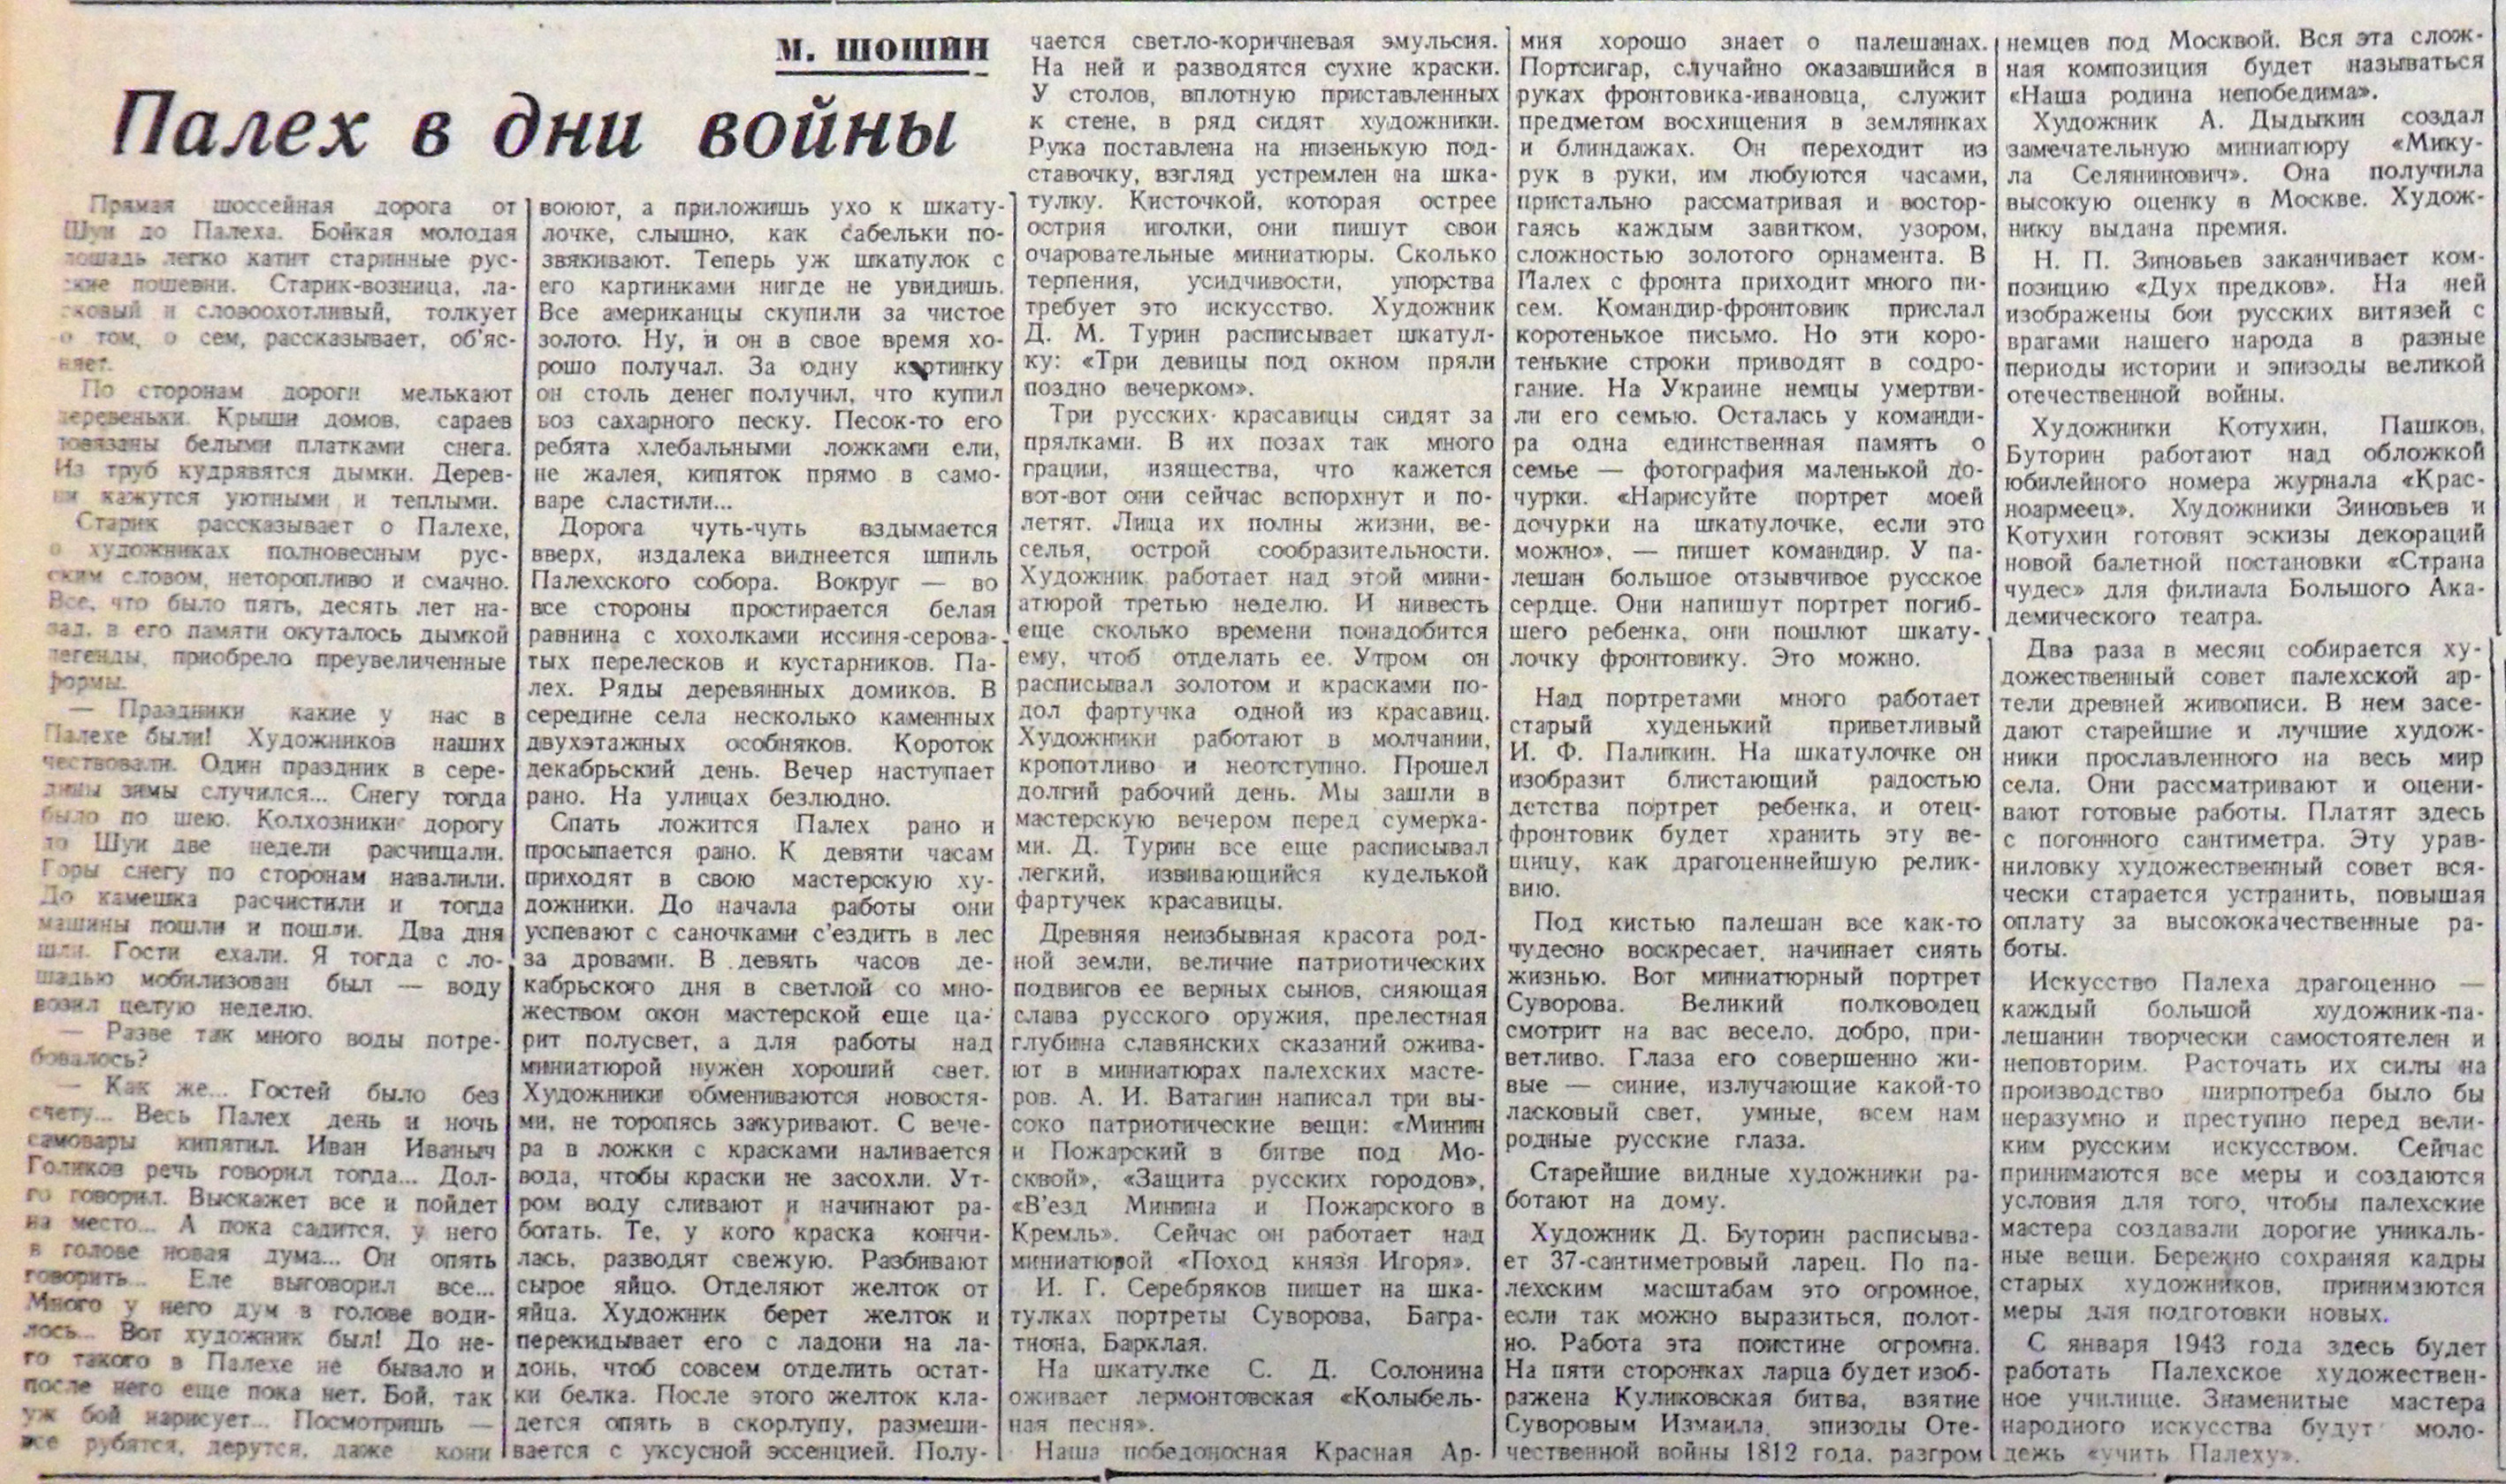 М. ШОШИН
Палех в дни войны
Прямая шоссейная дорога от
Шуи до Палеха. Бойкая молодая
лошадь легко катит старинные рус-
ские пошевни. Старик-возница, ла-
сковый и словоохотливый, толкует
о том, о сем, рассказывает, об'яс-
няет.
По сторонам дороги мелькают
деревеньки. Крыши домов, сараев
повязаны белыми платками снега.
Из труб кудрявятся дымки. Дерев-
ни кажутся уютными и теплыми.
Старик рассказывает о Палехе,
о художниках полновесным рус-
ским словом, неторопливо и смачно.
Все, что было пять, десять лет на-
зад, в его памяти окуталось дымкой
легенды, приобрело преувеличенные
формы.
— Праздники какие у нас в
Палехе были! Художников наших
чествовали. Один праздник в сере-
дины зимы случился... Снегу тогда
было по шею. Колхозники дорогу
до Шуи две недели расчищали.
Горы снегу по сторонам навалили.
До камешка расчистили и тогда
машины пошли и пошли. Два дня
шли. Гости ехали. Я тогда с ло-
шадью мобилизован был — воду
возил целую неделю.
— Разве так много воды потре-
бовалось?
— Как же... Гостей было без
счету... Весь Палех день и ночь
самовары кипятил. Иван Иваныч
Голиков речь говорил тогда... Дол-
го говорил. Выскажет все и пойдет
на место... А пока садится, у него
в голове новая дума... Он опять
говорить... Еле выговорил все...
Много у него дум в голове води-
лось... Вот художник был! До не-
го такого в Палехе не бывало и
после него еще пока нет. Бой, так
уж бой нарисует... Посмотришь —
все рубятся, дерутся, даже кони
воюют, а приложишь ухо к шкату-
лочке, слышно, как сабельки по-
звякивают. Теперь уж шкатулок с
его картинками нигде не увидишь.
Все американцы скупили за чистое
золото. Ну, и он в свое время хо-
рошо получал. За одну картинку
он столь денег получил, что купил
воз сахарного песку. Песок-то его
ребята хлебальными ложками ели,
не жалея, кипяток прямо в само-
варе сластили...
Дорога чуть-чуть вздымается
вверх, издалека виднеется шпиль
Палехского собора. Вокруг — во
все стороны простирается белая
равнина с хохолками иссиня-серова-
тых перелесков и кустарников. Па-
лех. Ряды деревянных домиков. В
середине села несколько каменных
двухэтажных особняков. Короток
декабрьский день. Вечер наступает
рано. На улицах безлюдно.
Спать ложится Палех рано и
просыпается рано. К девяти часам
приходят в свою мастерскую ху-
дожники. До начала работы они
успевают с саночками с'ездить в лес
за дровами. В девять часов де-
кабрьского дня в светлой со мно-
жеством окон мастерской еще ца-
рит полусвет, а для работы над
миниатюрой нужен хороший свет.
Художники обмениваются новостя-
ми, не торопясь закуривают. С вече-
ра в ложки с красками наливается
вода, чтобы краски не засохли. Ут-
ром воду сливают и начинают ра-
ботать. Те, у кого краска кончи-
лась, разводят свежую. Разбивают
сырое яйцо. Отделяют желток от
яйца. Художник берет желток и
перекидывает его с ладони на ла-
донь, чтоб совсем отделить остат-
ки белка. После этого желток кла-
дется опять в скорлупу, размеши-
вается с уксусной эссенцией. Полу-
чается светло-коричневая эмульсия.
На ней и разводятся сухие краски.
У столов, вплотную приставленных
к стене, в ряд сидят художники.
Рука поставлена на низенькую под-
ставочку, взгляд устремлен на шка-
тулку. Кисточкой, которая острее
острия иголки, они пишут свои
очаровательные миниатюры. Сколько
терпения, усидчивости, упорства
требует это искусство. Художник
Д. М. Турин расписывает шкатул-
ку: «Три девицы под окном пряли
поздно вечерком».
Три русских красавицы сидят за
прялками. В их позах так много
грации, изящества, что кажется
вот-вот они сейчас вспорхнут и по-
летят. Лица их полны жизни, ве-
селья, острой сообразительности.
Художник работает над этой мини-
атюрой третью неделю. И нивесть
еще сколько времени понадобится
ему, чтоб отделать ее. Утром он
расписывал золотом и красками по-
дол фартучка одной из красавиц.
Художники работают в молчании,
кропотливо и неотступно. Прошел
долгий рабочий день. Мы зашли в
мастерскую вечером перед сумерка-
ми. Д. Турин все еще расписывал
легкий, извивающийся куделькой
фартучек красавицы.
Древняя неизбывная красота род-
ной земли, величие патриотических
подвигов ее верных сынов, сияющая
слава русского оружия, прелестная
глубина славянских сказаний ожива-
ют в миниатюрах палехских масте-
ров. А. И. Ватагин написал три вы-
соко патриотические вещи: «Минин
и Пожарский в битве под Мо-
сквой», «Защита русских городов»,
«В'езд Минина и Пожарского в
Кремль». Сейчас он работает над
миниатюрой «Поход князя Игоря».
И. Г. Серебряков пишет на шка-
тулках портреты Суворова, Багра-
тиона, Барклая.
На шкатулке С. Д. Солонина
оживает лермонтовская «Колыбель-
ная песня».
Наша победоносная Красная Ар-
мия хорошо знает о палешанах.
Портсигар, случайно оказавшийся в
руках фронтовика-ивановца, служит
предметом восхищения в землянках
и блиндажах. Он переходит из
рук в руки, им любуются часами,
пристально рассматривая и востор-
гаясь каждым завитком, узором,
сложностью золотого орнамента. В
Палех с фронта приходит много пи-
сем. Командир-фронтовик прислал
коротенькое письмо. Но эти коро-
тенькие строки приводят в содро-
гание. На Украине немцы умертви-
ли его семью. Осталась у команди-
ра одна единственная память о
семье — фотография маленькой до-
чурки. «Нарисуйте портрет моей
дочурки на шкатулочке, если это
можно», — пишет командир. У па-
лешан большое отзывчивое русское
сердце. Они напишут портрет погиб-
шего ребенка, они пошлют шкату-
лочку фронтовику. Это можно.
Над портретами много работает
старый худенький приветливый
И. Ф. Паликин. На шкатулочке он
изобразит блистающий радостью
детства портрет ребенка, и отец-
фронтовик будет хранить эту ве-
щицу, как драгоценнейшую релик-
вию.
Под кистью палешан все как-то
чудесно воскресает, начинает сиять
жизнью. Вот миниатюрный портрет
Суворова. Великий полководец
смотрит на вас весело, добро, при-
ветливо. Глаза его совершенно жи-
вые — синие, излучающие какой-то
ласковый свет, умные, всем нам
родные русские глаза.
Старейшие видные художники ра-
ботают на дому.
Художник Д. Буторин расписыва-
ет 37-сантиметровый ларец. По па-
лехским масштабам это огромное,
если так можно выразиться, полот-
но. Работа эта поистине огромна.
На пяти сторонках ларца будет изоб-
ражена Куликовская битва, взятие
Суворовым Измаила, эпизоды Оте-
чественной войны 1812 года, разгром
немцев под Москвой. Вся эта слож-
ная композиция будет называться
«Наша родина непобедима».
Художник А. Дыдыкин создал
замечательную миниатюру «Мику-
ла Селянинович». Она получила
высокую оценку в Москве. Худож-
нику выдана премия.
Н. П. Зиновьев заканчивает ком-
позицию «Дух предков». На ней
изображены бои русских витязей с
врагами нашего народа в разные
периоды истории и эпизоды великой
отечественной войны.
Художники Котухин, Пашков,
Буторин работают над обложкой
юбилейного номера журнала «Крас-
ноармеец». Художники Зиновьев и
Котухин готовят эскизы декораций
новой балетной постановки «Страна
чудес» для филиала Большого Ака-
демического театра.
Два раза в месяц собирается ху-
дожественный совет палехской ар-
тели древней живописи. В нем засе-
дают старейшие и лучшие худож-
ники прославленного на весь мир
села. Они рассматривают и оцени-
вают готовые работы. Платят здесь
с погонного сантиметра. Эту урав-
ниловку художественный совет вся-
чески старается устранить, повышая
оплату за высококачественные ра-
боты.
Искусство Палеха драгоценно —
каждый большой художник-па-
лешанин творчески самостоятелен и
неповторим. Расточать их силы на
производство ширпотреба было бы
неразумно и преступно перед вели-
ким русским искусством. Сейчас
принимаются все меры и создаются
условия для того, чтобы палехские
мастера создавали дорогие уникаль-
ные вещи. Бережно сохраняя кадры
старых художников, принимаются
меры для подготовки новых.
С января 1943 года здесь будет
работать Палехское художествен-
ное училище. Знаменитые мастера
народного искусства будут моло-
дежь «учить Палеху».